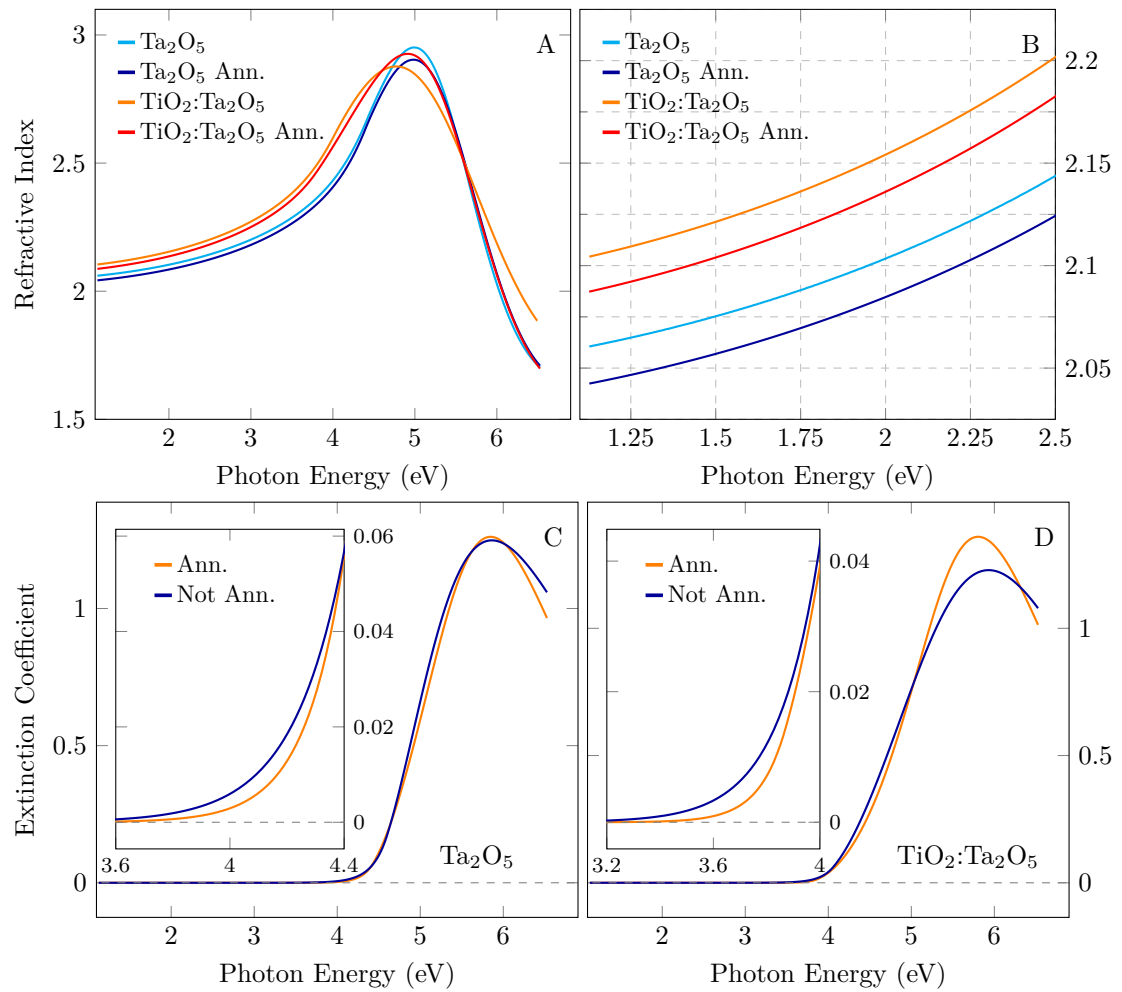 A
Ta₂O₅
Ta₂O₅ Ann.
TiO₂:Ta₂O₅
TiO₂:Ta₂O₅ Ann.
3
2.5
2
1.5
Refractive Index
2 3 4 5 6
Photon Energy (eV)
B
Ta₂O₅
Ta₂O₅ Ann.
TiO₂:Ta₂O₅
TiO₂:Ta₂O₅ Ann.
2.2
2.15
2.1
2.05
1.25 1.5 1.75 2 2.25 2.5
Photon Energy (eV)
C
Ann.
Not Ann.
0.06
0.04
0.02
0
3.6 4 4.4
Ta₂O₅
1
0.5
0
Extinction Coefficient
2 3 4 5 6
Photon Energy (eV)
D
Ann.
Not Ann.
0.04
0.02
0
3.2 3.6 4
TiO₂:Ta₂O₅
1
0.5
0
2 3 4 5 6
Photon Energy (eV)